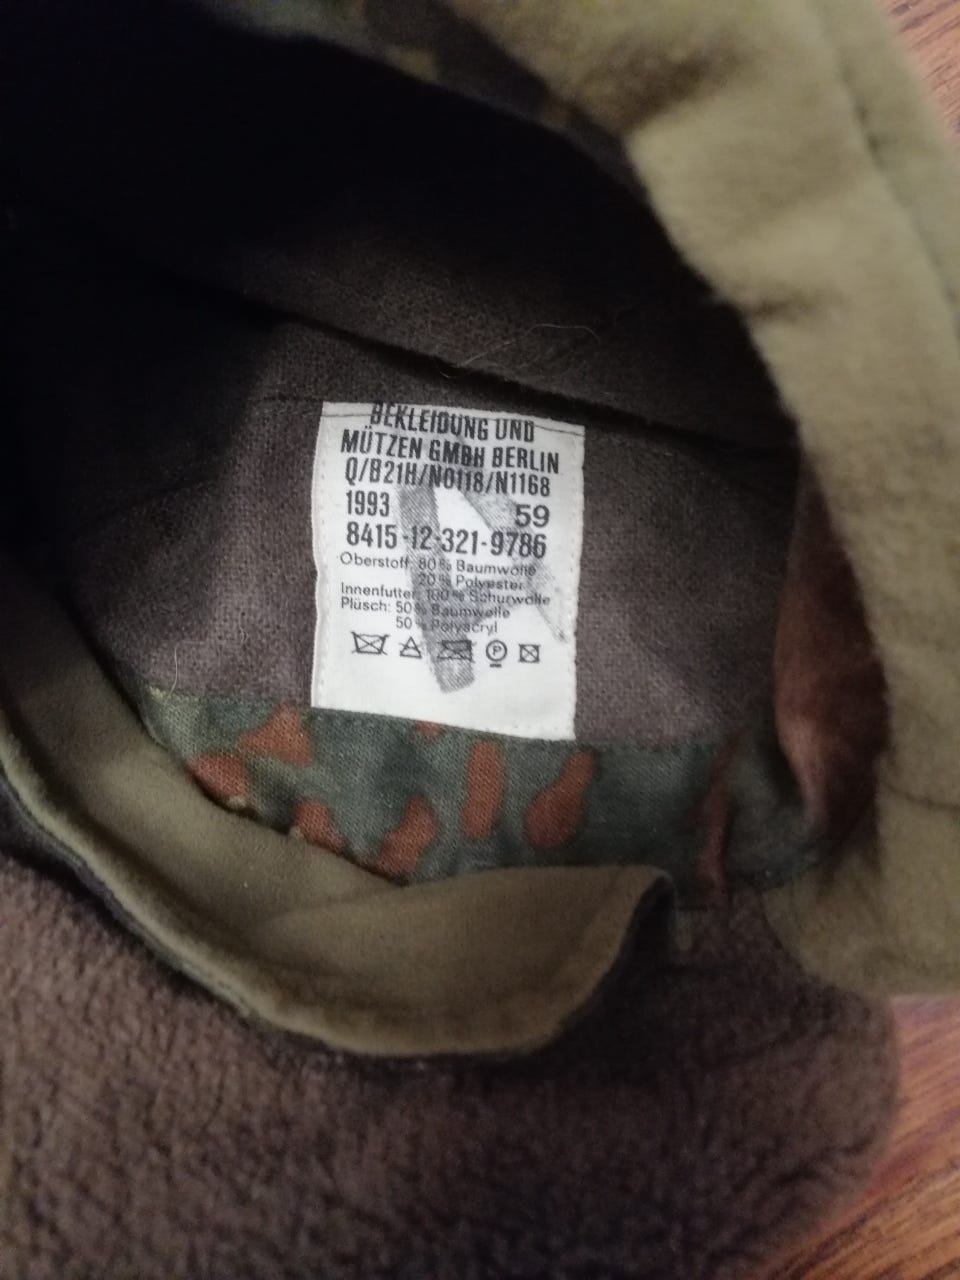 BEKLEIDUNG UND
MÜTZEN GMBH BERLIN
Q/B21H/N0118/N1168
1993 59
8415-12-321-9786
Oberstoff: 80% Baumwolle
20% Polyester
Innenfutter: 100% Schurwolle
Plüsch: 50% Baumwolle
50% Polyacryl
P